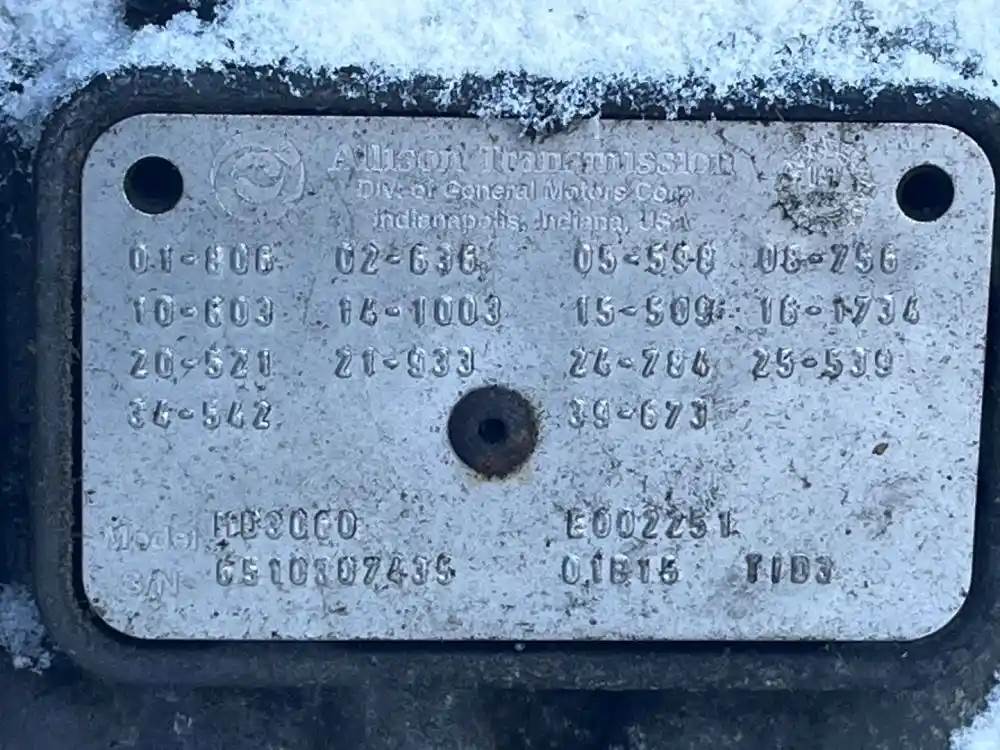 Allison Transmission
Div. of General Motors Corp.
Indianapolis, Indiana, USA
01-806 02-636 05-598 08-756
10-603 14-1003 15-509 16-1734
20-521 21-933 24-784 25-539
34-542 39-673
Model MD3060 E002251
S/N 6510307435 01B15 TID3